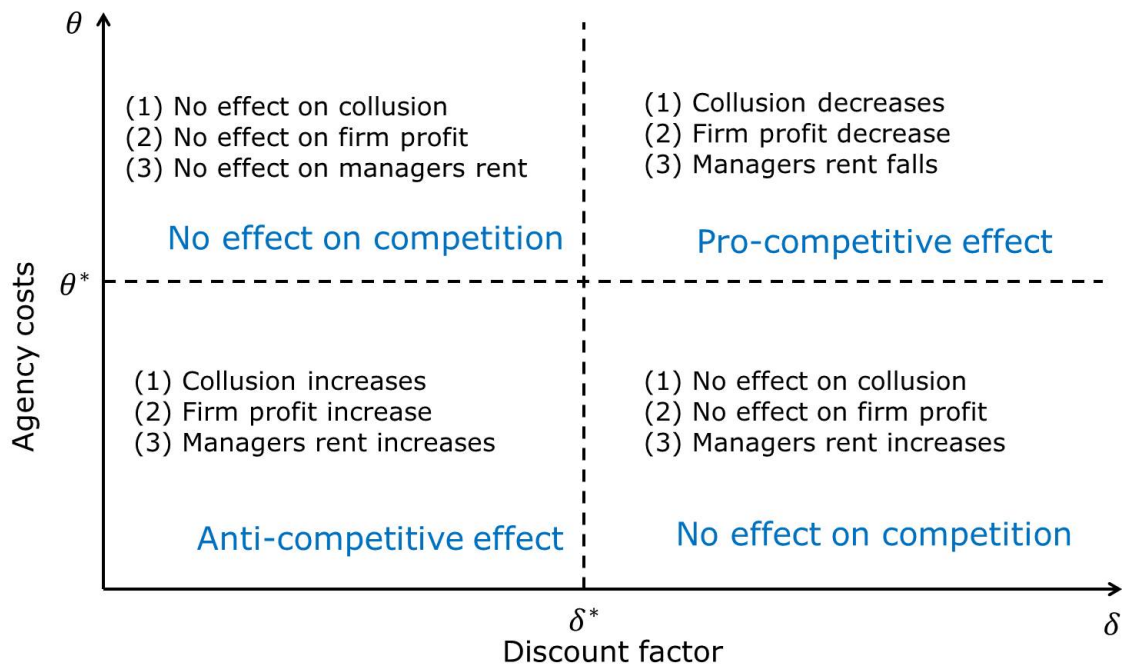 θ
(1) No effect on collusion
(2) No effect on firm profit
(3) No effect on managers rent
No effect on competition
(1) Collusion decreases
(2) Firm profit decrease
(3) Managers rent falls
Pro-competitive effect
θ*
Agency costs
(1) Collusion increases
(2) Firm profit increase
(3) Managers rent increases
Anti-competitive effect
(1) No effect on collusion
(2) No effect on firm profit
(3) Managers rent increases
No effect on competition
δ*
δ
Discount factor